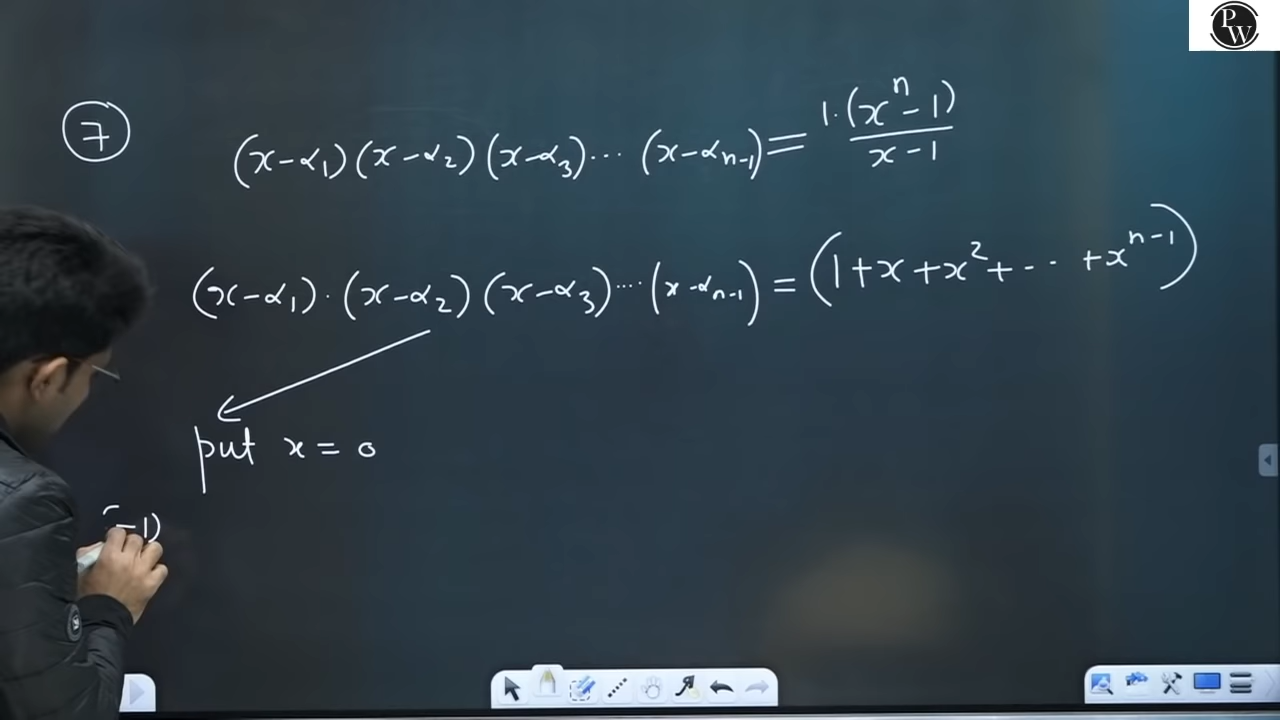 PW
7
(x-α₁)(x-α₂)(x-α₃)⋯(x-αₙ₋₁)=1·(xⁿ-1)/x-1
(x-α₁)·(x-α₂)(x-α₃)⋯(x-αₙ₋₁)=(1+x+x²+⋯+xⁿ⁻¹)
put x=0
(-1)